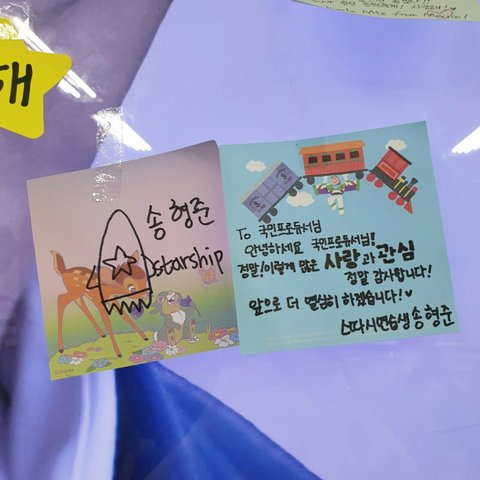 해
송형준
starship
To 국민프로듀서님
안녕하세요 국민프로듀서님!
정말! 이렇게 많은 사랑과 관심
정말 감사합니다!
앞으로 더 열심히 하겠습니다!♥
스따시연습생 송형준